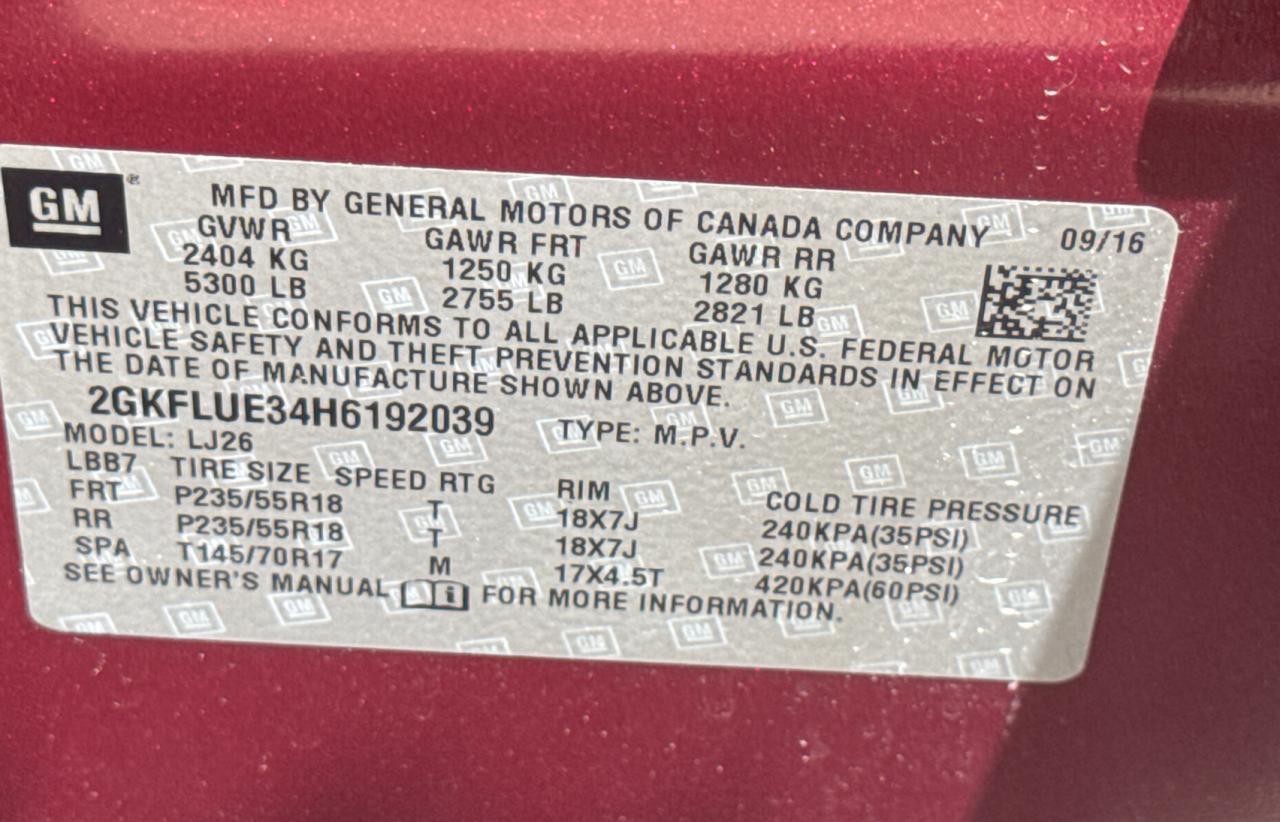 GM
MFD BY GENERAL MOTORS OF CANADA COMPANY 09/16
GVWR GAWR FRT GAWR RR
2404 KG 1250 KG 1280 KG
5300 LB 2755 LB 2821 LB
THIS VEHICLE CONFORMS TO ALL APPLICABLE U.S. FEDERAL MOTOR
VEHICLE SAFETY AND THEFT PREVENTION STANDARDS IN EFFECT ON
THE DATE OF MANUFACTURE SHOWN ABOVE.
2GKFLUE34H6192039 TYPE: M.P.V.
MODEL: LJ26
LBB7 TIRE SIZE SPEED RTG RIM COLD TIRE PRESSURE
FRT P235/55R18 T 18X7J 240KPA(35PSI)
RR P235/55R18 T 18X7J 240KPA(35PSI)
SPA T145/70R17 M 17X4.5T 420KPA(60PSI)
SEE OWNER'S MANUAL FOR MORE INFORMATION.